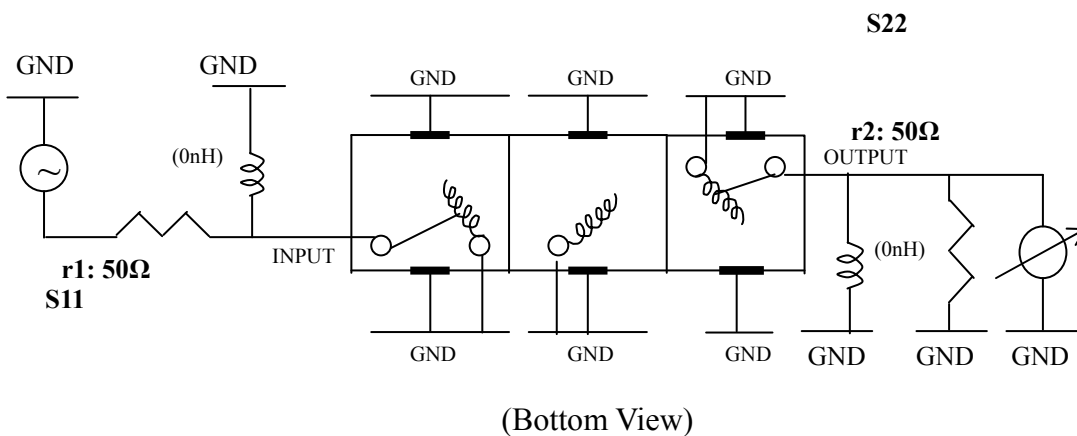 S22
GND
GND
GND
GND
GND
r2: 50Ω
OUTPUT
(0nH)
(0nH)
INPUT
r1: 50Ω
S11
GND
GND
GND
GND
GND
GND
(Bottom View)